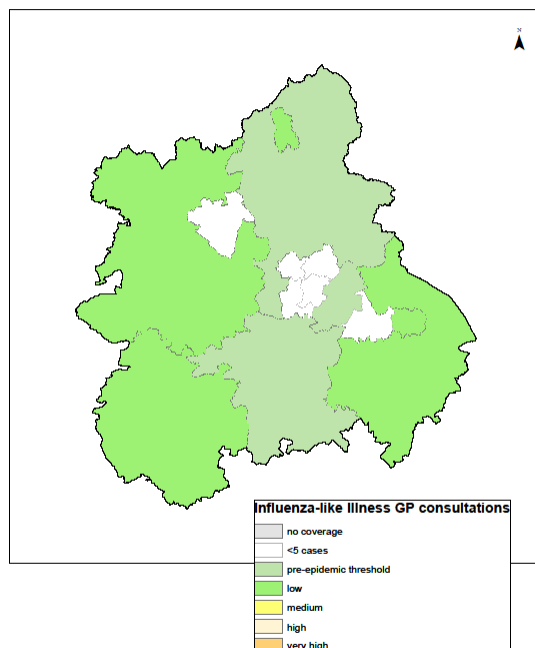 N
Influenza-like Illness GP consultations
no coverage
<5 cases
pre-epidemic threshold
low
medium
high
very high